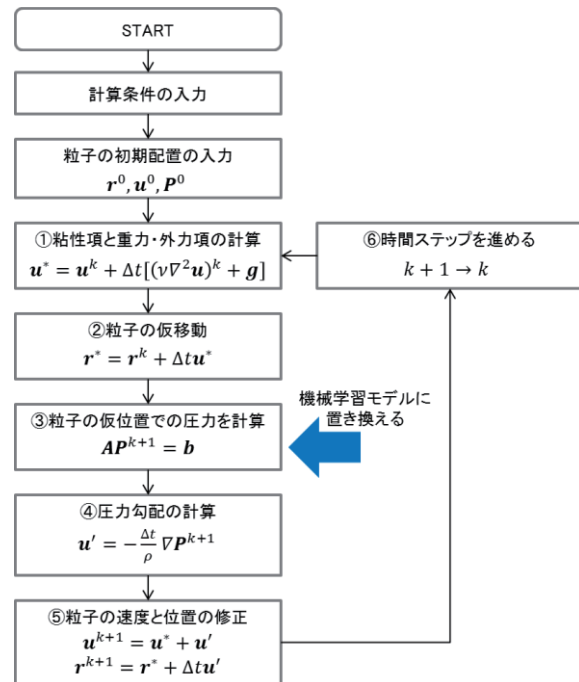 START
計算条件の入力
粒子の初期配置の入力
r⁰, u⁰, P⁰
①粘性項と重力・外力項の計算
u* = uᵏ + Δt[(ν∇²u)ᵏ + g]
②粒子の仮移動
r* = rᵏ + Δtu*
③粒子の仮位置での圧力を計算
APᵏ⁺¹ = b
機械学習モデルに
置き換える
④圧力勾配の計算
u′ = −Δt/ρ ∇Pᵏ⁺¹
⑤粒子の速度と位置の修正
uᵏ⁺¹ = u* + u′
rᵏ⁺¹ = r* + Δtu′
⑥時間ステップを進める
k + 1 → k